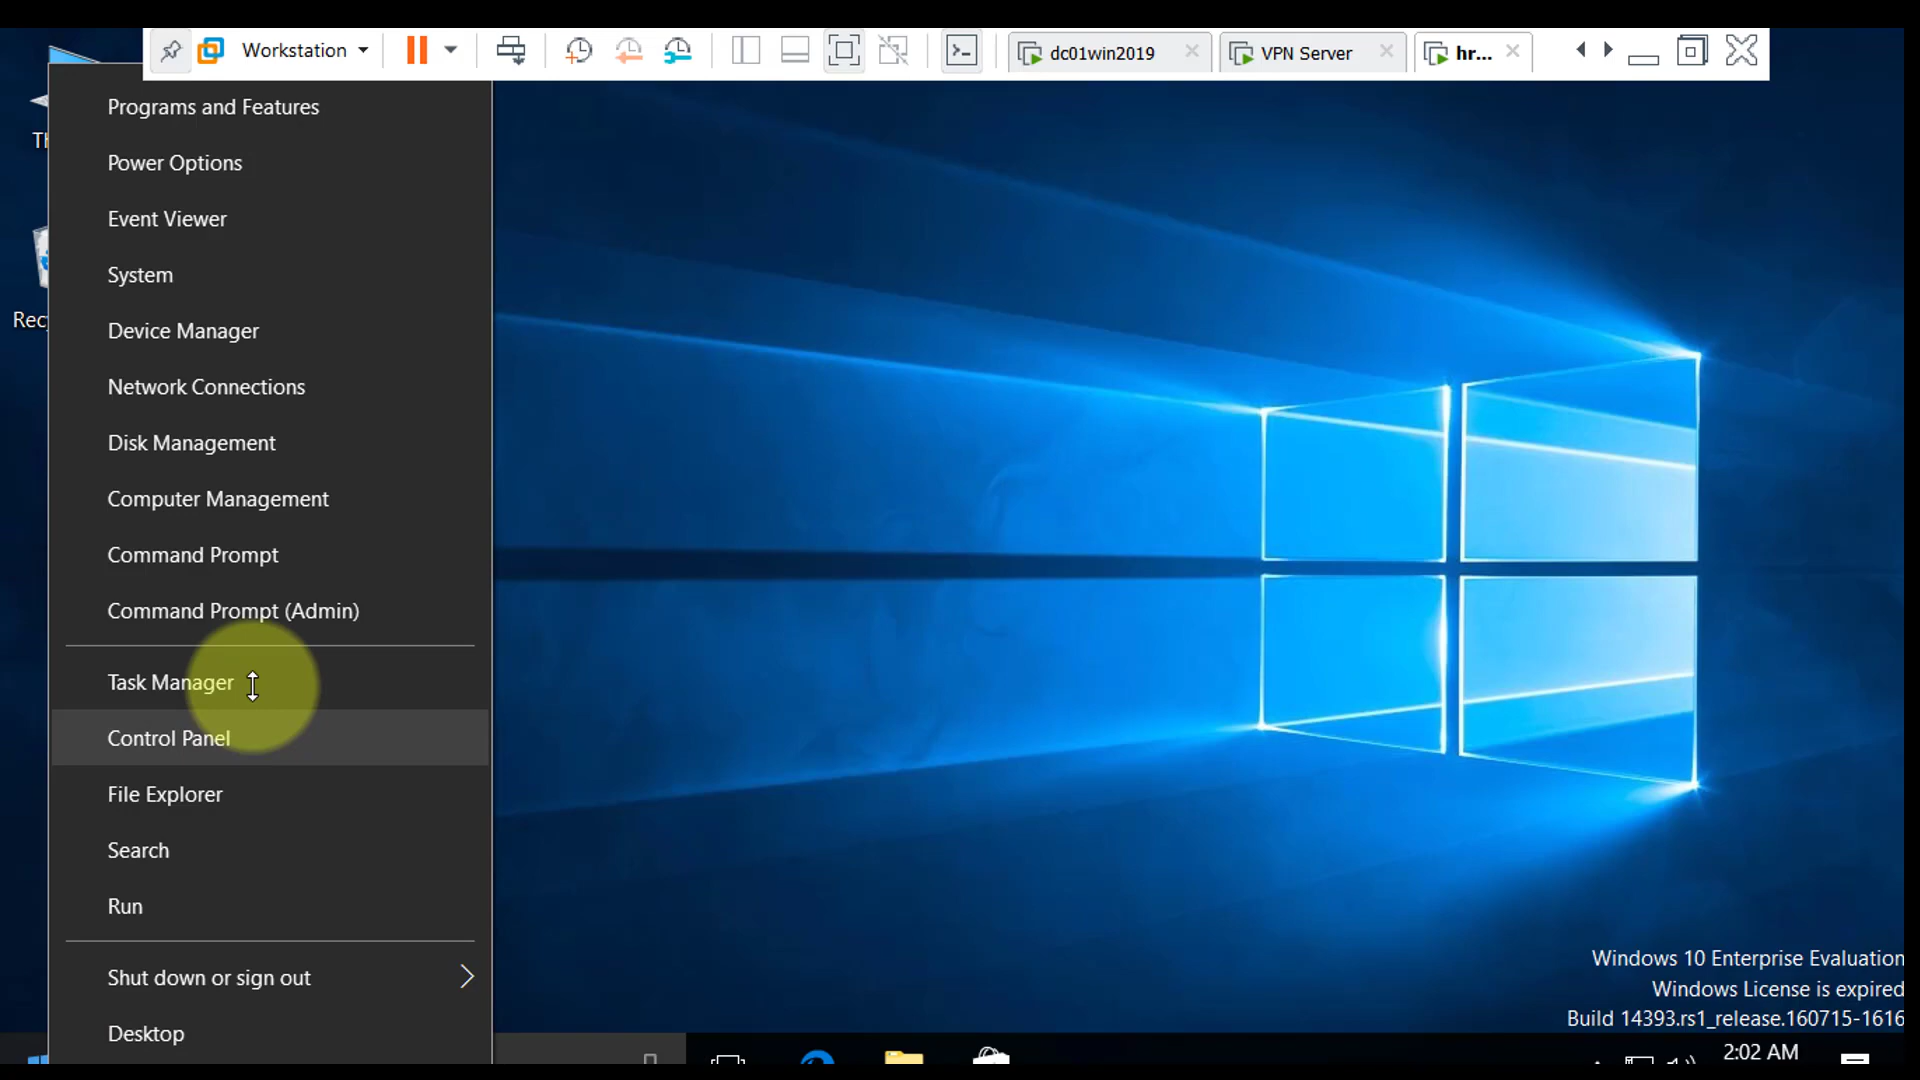 Workstation
dc01win2019
VPN Server
hr...
Programs and Features
Power Options
Event Viewer
System
Device Manager
Network Connections
Disk Management
Computer Management
Command Prompt
Command Prompt (Admin)
Task Manager
Control Panel
File Explorer
Search
Run
Shut down or sign out
Desktop
Windows 10 Enterprise Evaluation
Windows License is expired
Build 14393.rs1_release.160715-1616
2:02 AM